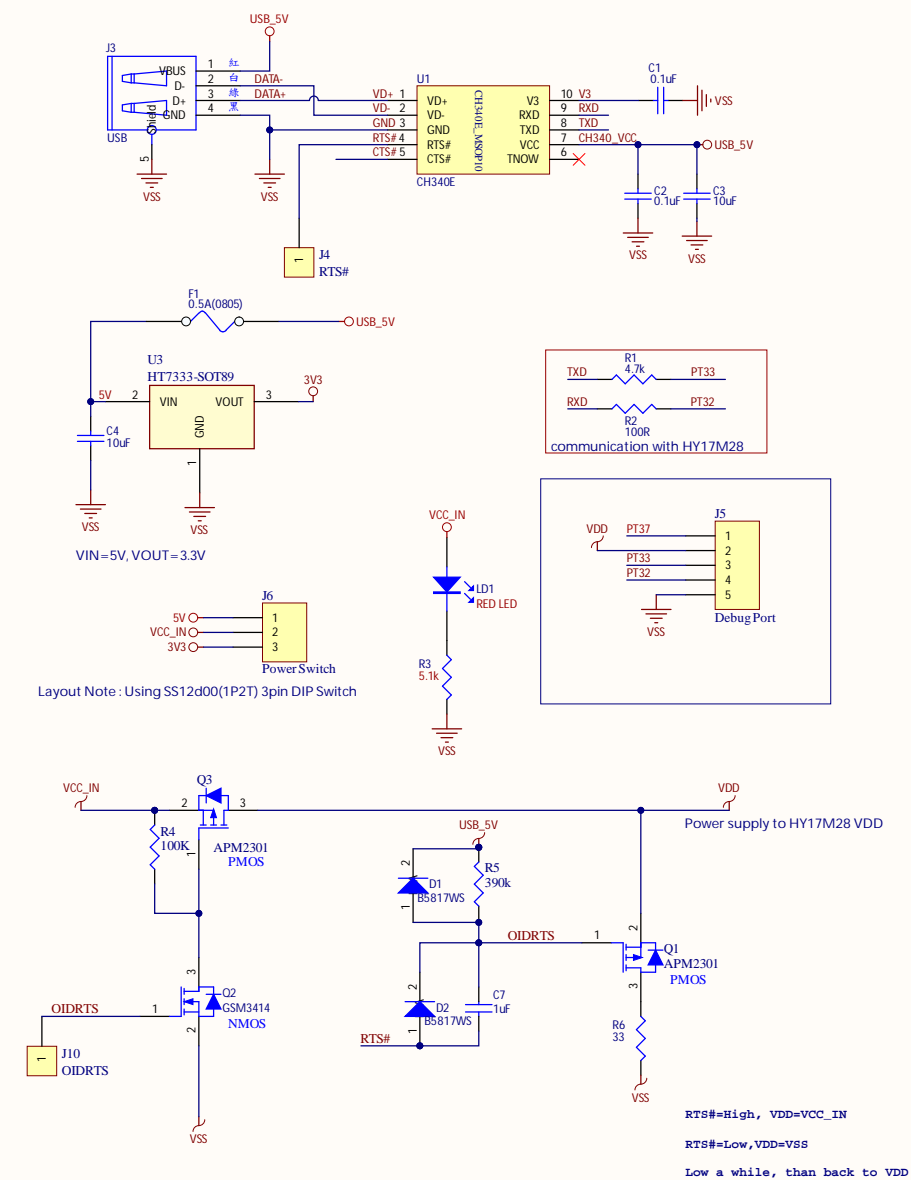 USB_5V
J3
VBUS
D-
D+
GND
Shield
USB
1 紅
2 白 DATA-
3 綠 DATA+
4 黑
5
VSS
VSS
U1
CH340E_MSOP10
VD+ 1 VD+
VD- 2 VD-
GND 3 GND
RTS# 4 RTS#
CTS# 5 CTS#
V3 10 V3
RXD 9 RXD
TXD 8 TXD
VCC 7 CH340_VCC
TNOW 6
CH340E
C1
0.1uF
VSS
USB_5V
C2
0.1uF
C3
10uF
VSS
VSS
1
J4
RTS#
F1
0.5A(0805)
USB_5V
U3
HT7333-SOT89
5V 2 VIN VOUT 3
GND
1
3V3
C4
10uF
VSS
VSS
VIN=5V, VOUT=3.3V
R1
TXD 4.7k PT33
RXD PT32
R2
100R
communication with HY17M28
J5
VDD
PT37 1
2
PT33 3
PT32 4
5
VSS
Debug Port
VCC_IN
LD1
RED LED
R3
5.1k
VSS
J6
5V 1
VCC_IN 2
3V3 3
Power Switch
Layout Note : Using SS12d00(1P2T) 3pin DIP Switch
VCC_IN
Q3
2 3
1
APM2301
PMOS
R4
100K
VDD
Power supply to HY17M28 VDD
USB_5V
2
D1
B5817WS
1
R5
390k
OIDRTS
1
2
Q1
APM2301
PMOS
3
R6
33
VSS
2
D2
B5817WS
1
C7
1uF
RTS#
OIDRTS 1
3
Q2
GSM3414
NMOS
2
1
J10
OIDRTS
VSS
RTS#=High, VDD=VCC_IN
RTS#=Low,VDD=VSS
Low a while, than back to VDD